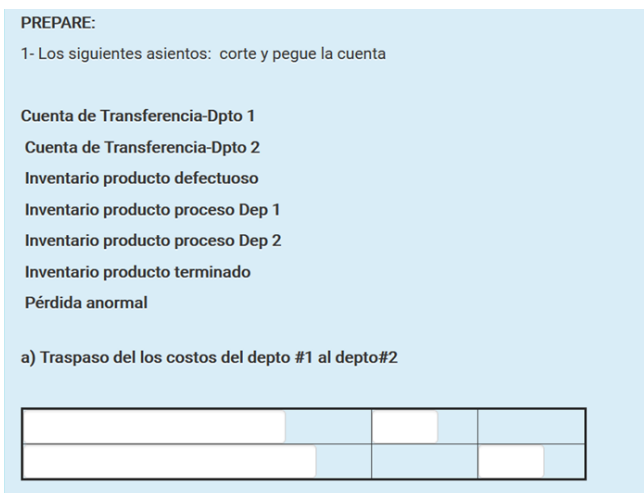 PREPARE:
1- Los siguientes asientos: corte y pegue la cuenta
Cuenta de Transferencia-Dpto 1
Cuenta de Transferencia-Dpto 2
Inventario producto defectuoso
Inventario producto proceso Dep 1
Inventario producto proceso Dep 2
Inventario producto terminado
Pérdida anormal
a) Traspaso del los costos del depto #1 al depto#2